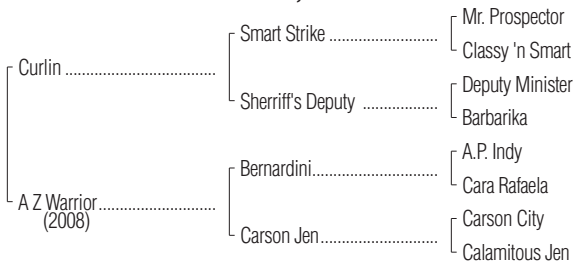 Mr. Prospector
Smart Strike ........................
Classy 'n Smart
Curlin ...................................
Deputy Minister
Sherriff's Deputy .................
Barbarika
A.P. Indy
Bernardini............................
Cara Rafaela
A Z Warrior...........................
(2008)
Carson City
Carson Jen...........................
Calamitous Jen